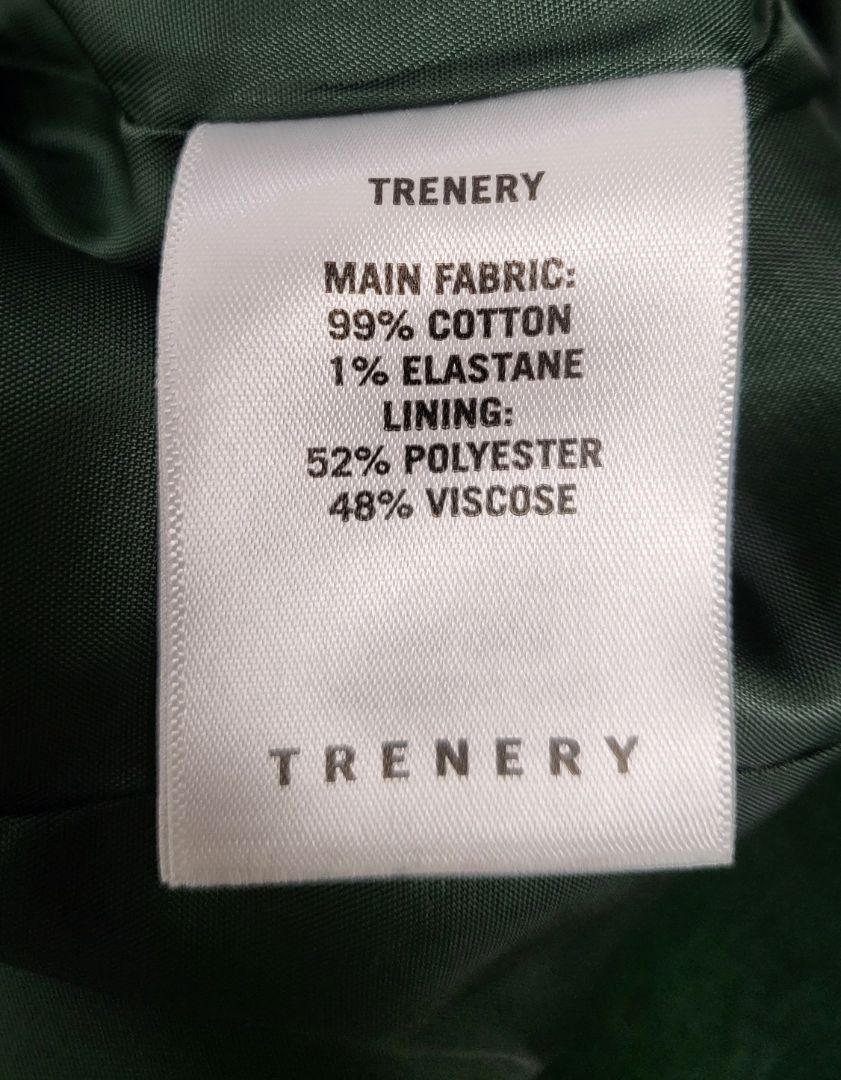 TRENERY
MAIN FABRIC:
99% COTTON
1% ELASTANE
LINING:
52% POLYESTER
48% VISCOSE
TRENERY